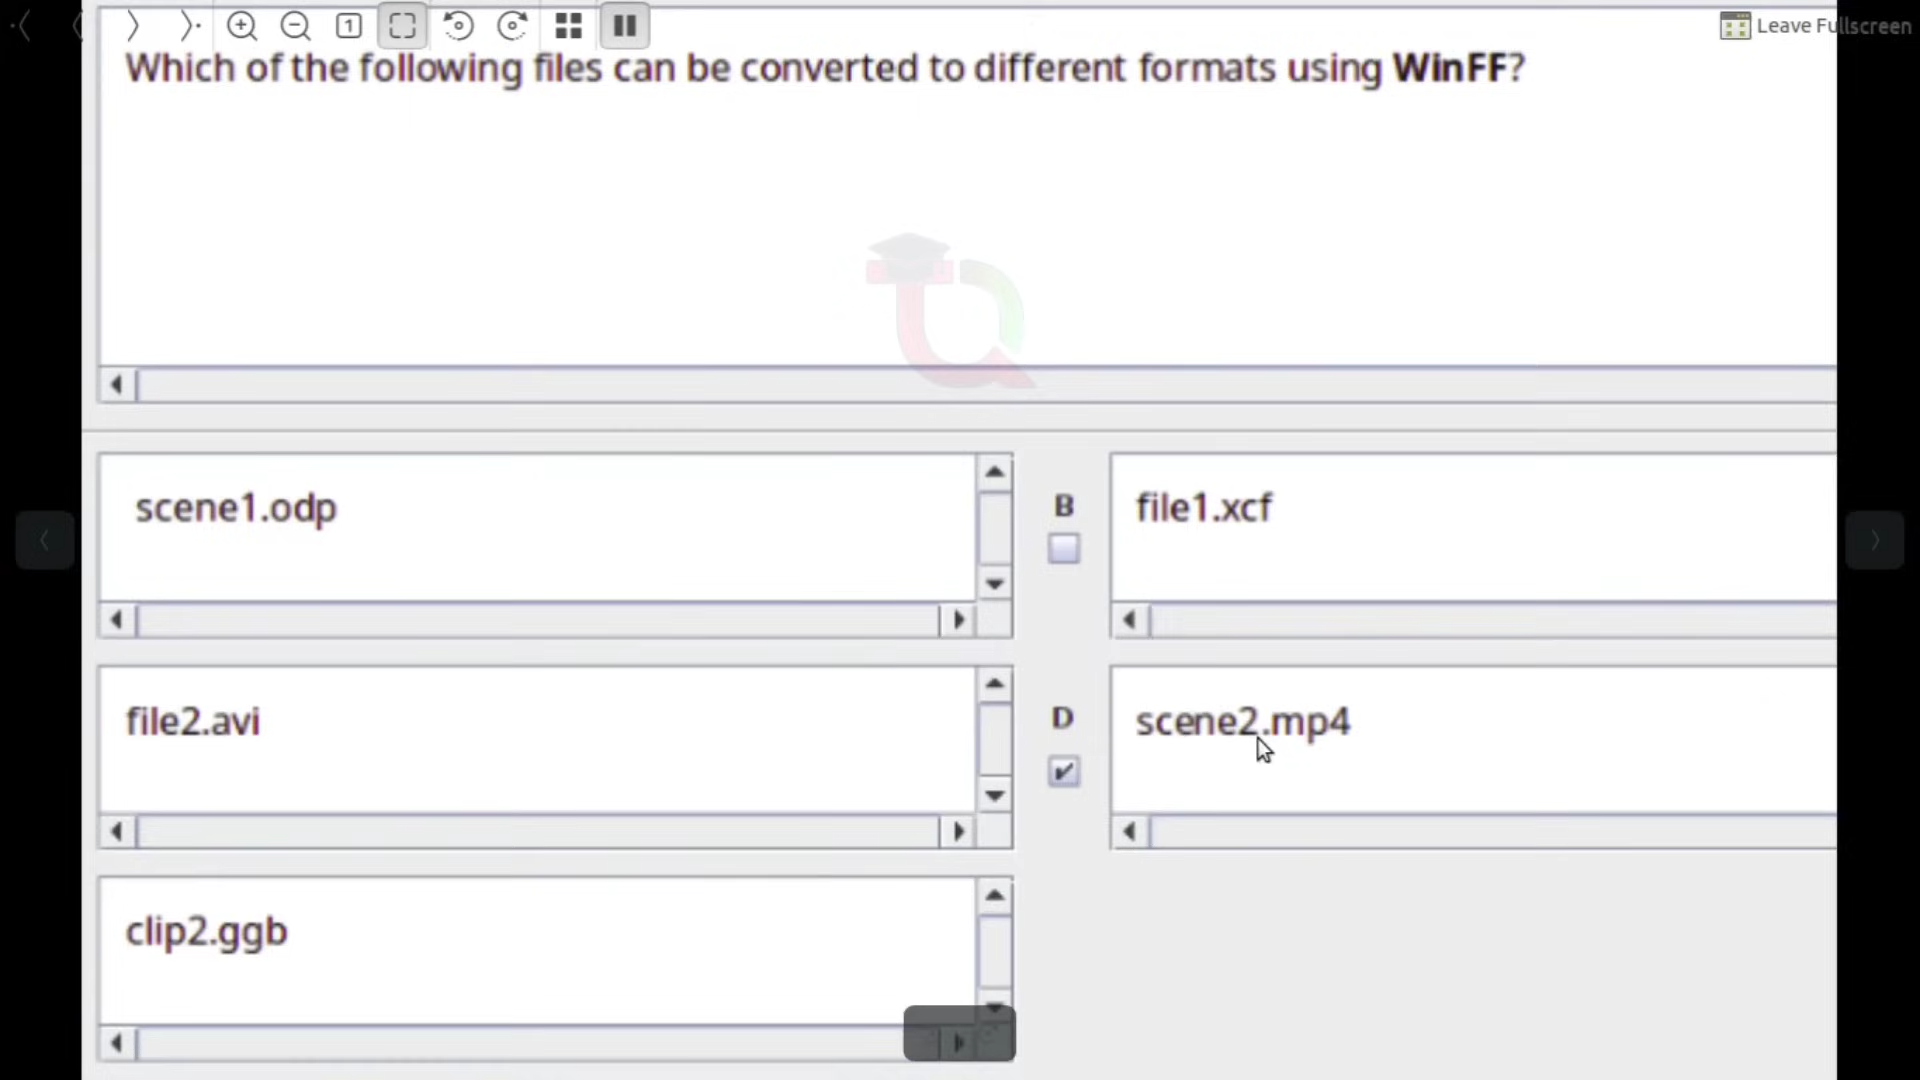 Leave Fullscreen
Which of the following files can be converted to different formats using WinFF?
scene1.odp
B
file1.xcf
file2.avi
D
scene2.mp4
clip2.ggb